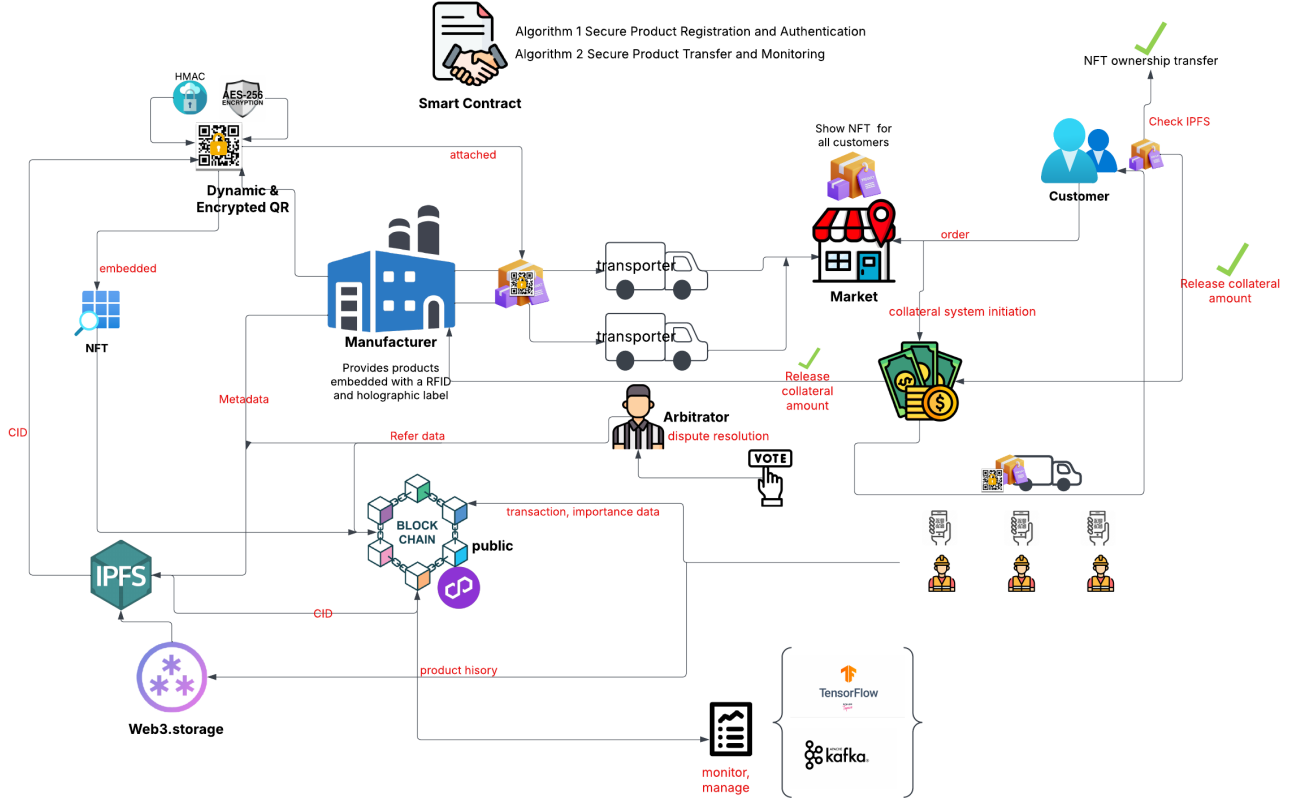 Algorithm 1 Secure Product Registration and Authentication
Algorithm 2 Secure Product Transfer and Monitoring
Smart Contract
NFT ownership transfer
HMAC
AES-256
ENCRYPTION
Check IPFS
Show NFT for
all customers
attached
Dynamic &
Encrypted QR
Customer
order
embedded
transporter
Market
Release collateral
amount
collateral system initiation
transporter
Manufacturer
NFT
Provides products
embedded with a RFID
and holographic label
Release
collateral
amount
Metadata
Arbitrator
dispute resolution
CID
Refer data
VOTE
transaction, importance data
BLOCK
CHAIN
public
IPFS
CID
product hisory
Web3.storage
TensorFlow
kafka
monitor,
manage